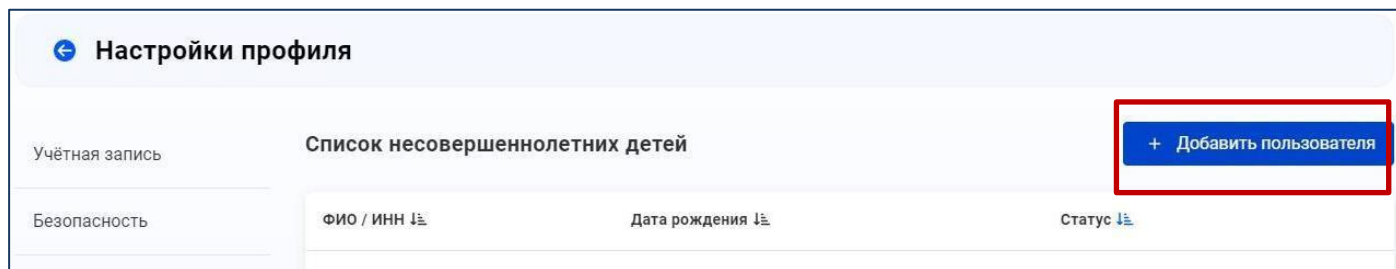 Настройки профиля
Учётная запись
Список несовершеннолетних детей
+ Добавить пользователя
Безопасность
ФИО / ИНН
Дата рождения
Статус